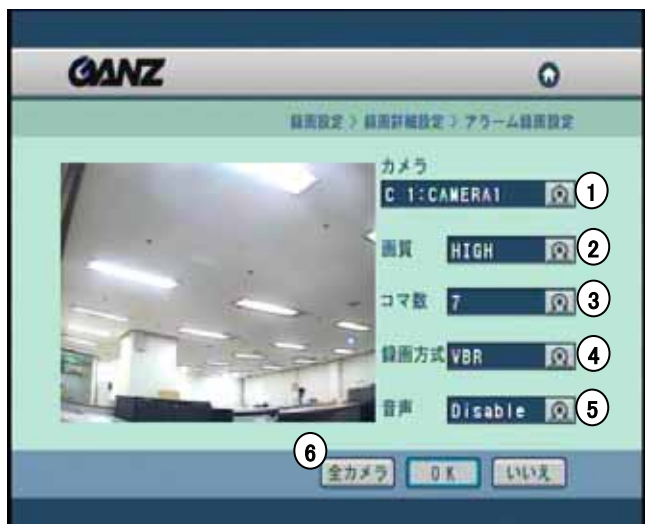 GANZ
録画設定 > 録画詳細設定 > アラーム録画設定
カメラ
C 1:CAMERA1 ①
画質 HIGH ②
コマ数 7 ③
録画方式 VBR ④
音声 Disable ⑤
⑥
全カメラ OK いいえ